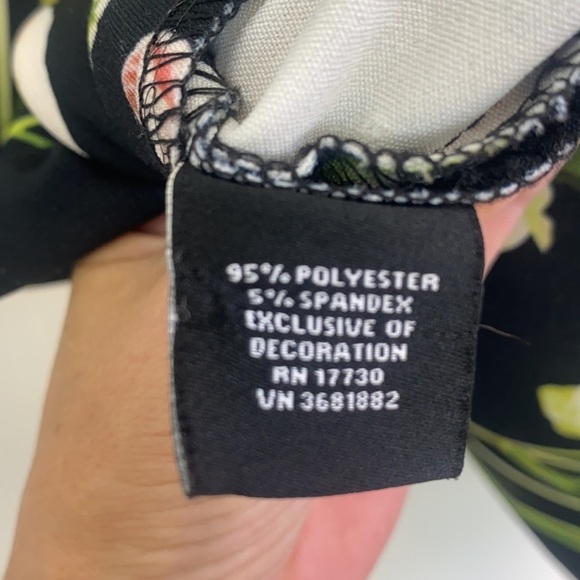 95% POLYESTER
5% SPANDEX
EXCLUSIVE OF
DECORATION
RN 17730
VN 3681882